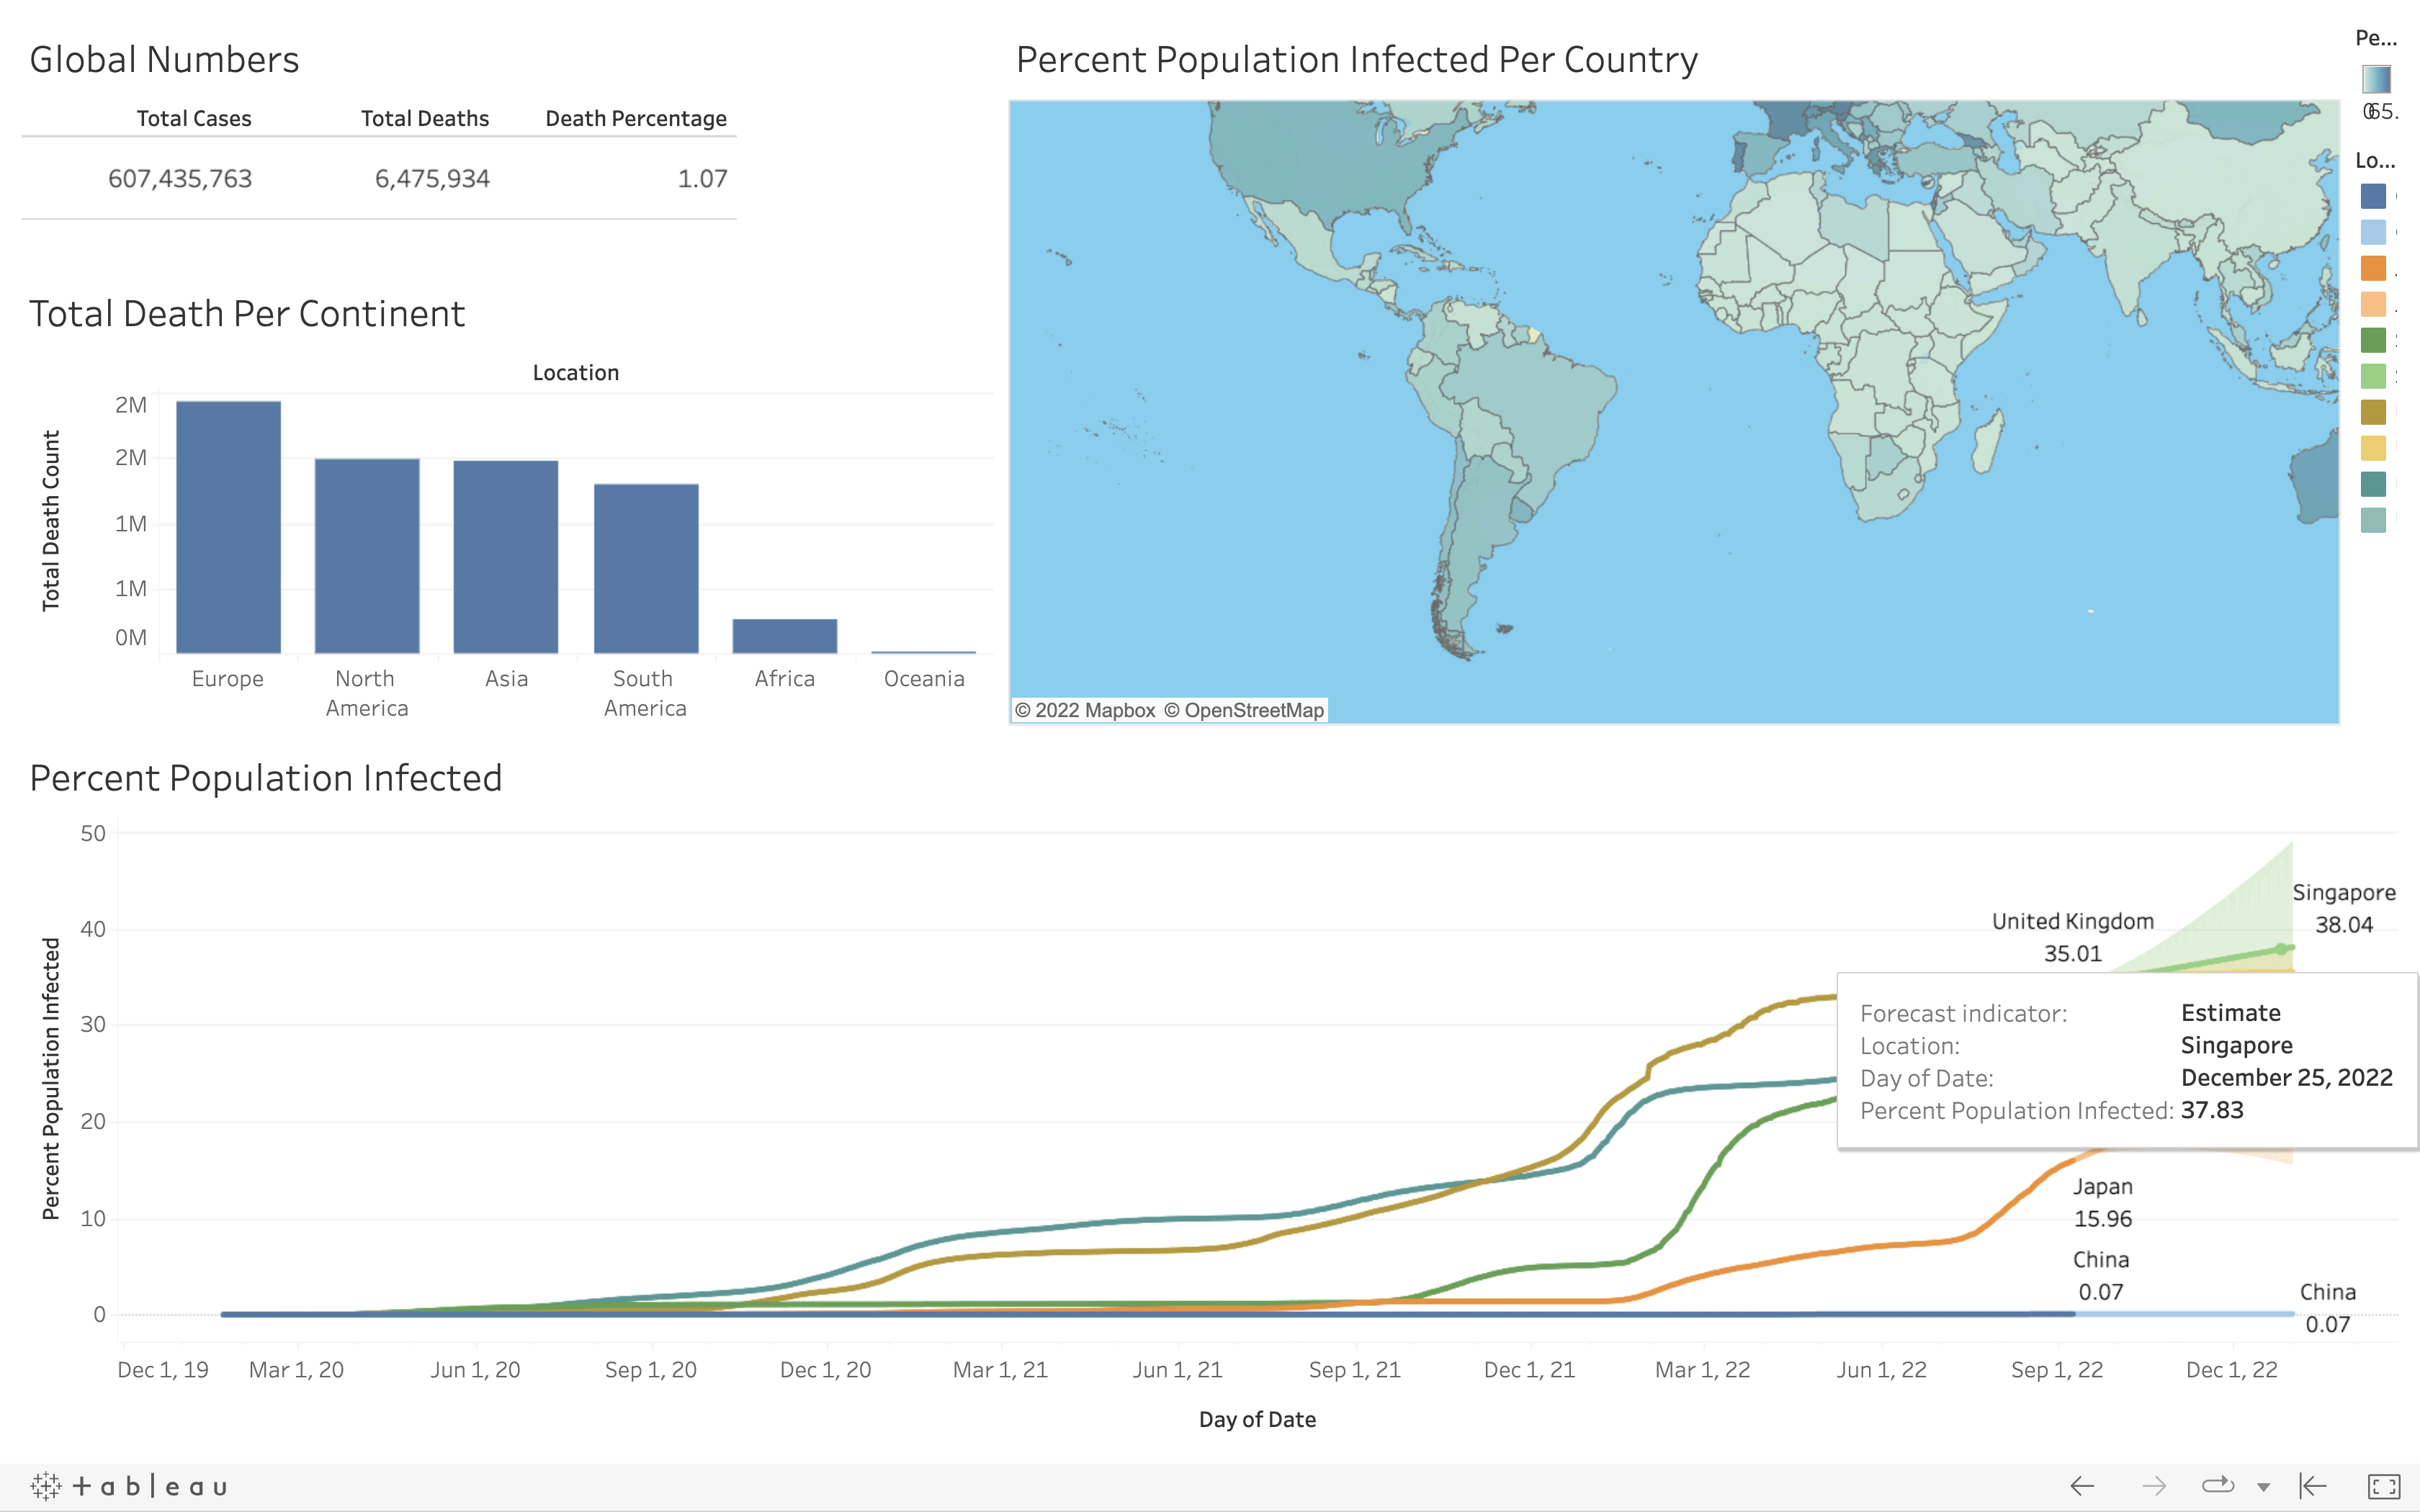 Global Numbers
Total Cases Total Deaths Death Percentage
607,435,763 6,475,934 1.07
Total Death Per Continent
Location
Total Death Count
2M
2M
1M
1M
0M
Europe North America Asia South America Africa Oceania
Percent Population Infected Per Country
© 2022 Mapbox © OpenStreetMap
Pe...
Lo...
Percent Population Infected
Percent Population Infected
50
40
30
20
10
0
United Kingdom
35.01
Singapore
38.04
Forecast indicator: Estimate
Location: Singapore
Day of Date: December 25, 2022
Percent Population Infected: 37.83
Japan
15.96
China
0.07
China
0.07
Dec 1, 19 Mar 1, 20 Jun 1, 20 Sep 1, 20 Dec 1, 20 Mar 1, 21 Jun 1, 21 Sep 1, 21 Dec 1, 21 Mar 1, 22 Jun 1, 22 Sep 1, 22 Dec 1, 22
Day of Date
+ableau